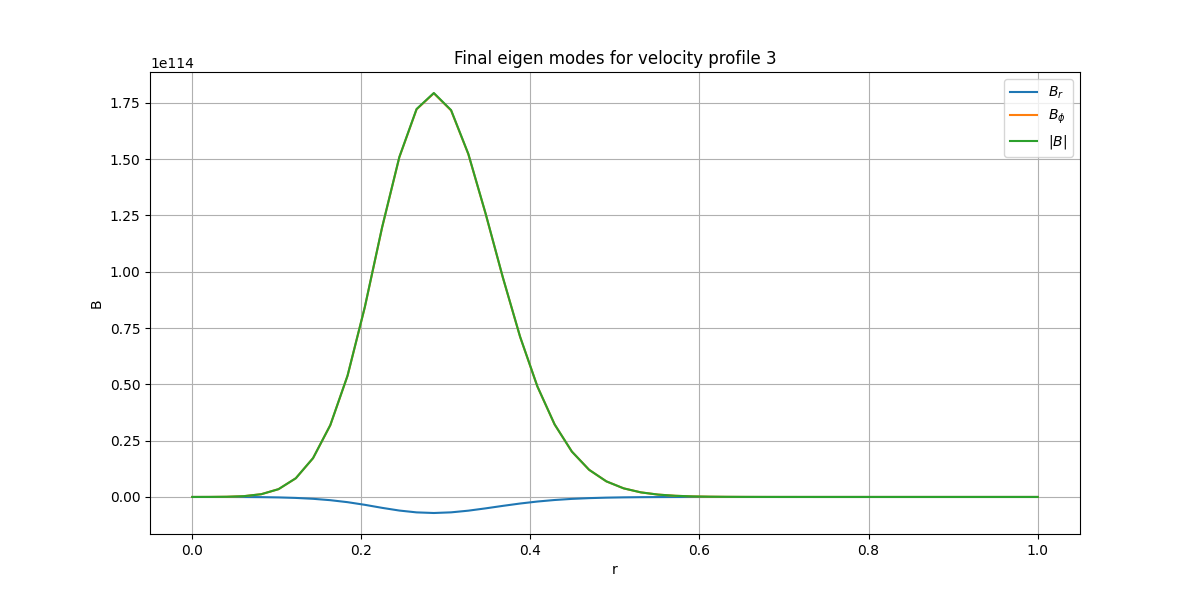 Final eigen modes for velocity profile 3
1e114
1.75
1.50
1.25
1.00
0.75
0.50
0.25
0.00
B
0.0 0.2 0.4 0.6 0.8 1.0
r
B_r
B_ϕ
|B|